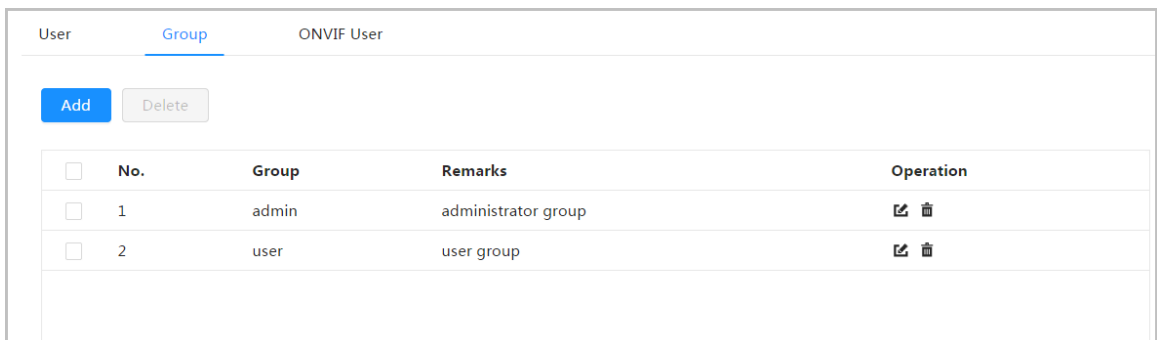 User Group ONVIF User
Add Delete
No. Group Remarks Operation
1 admin administrator group
2 user user group